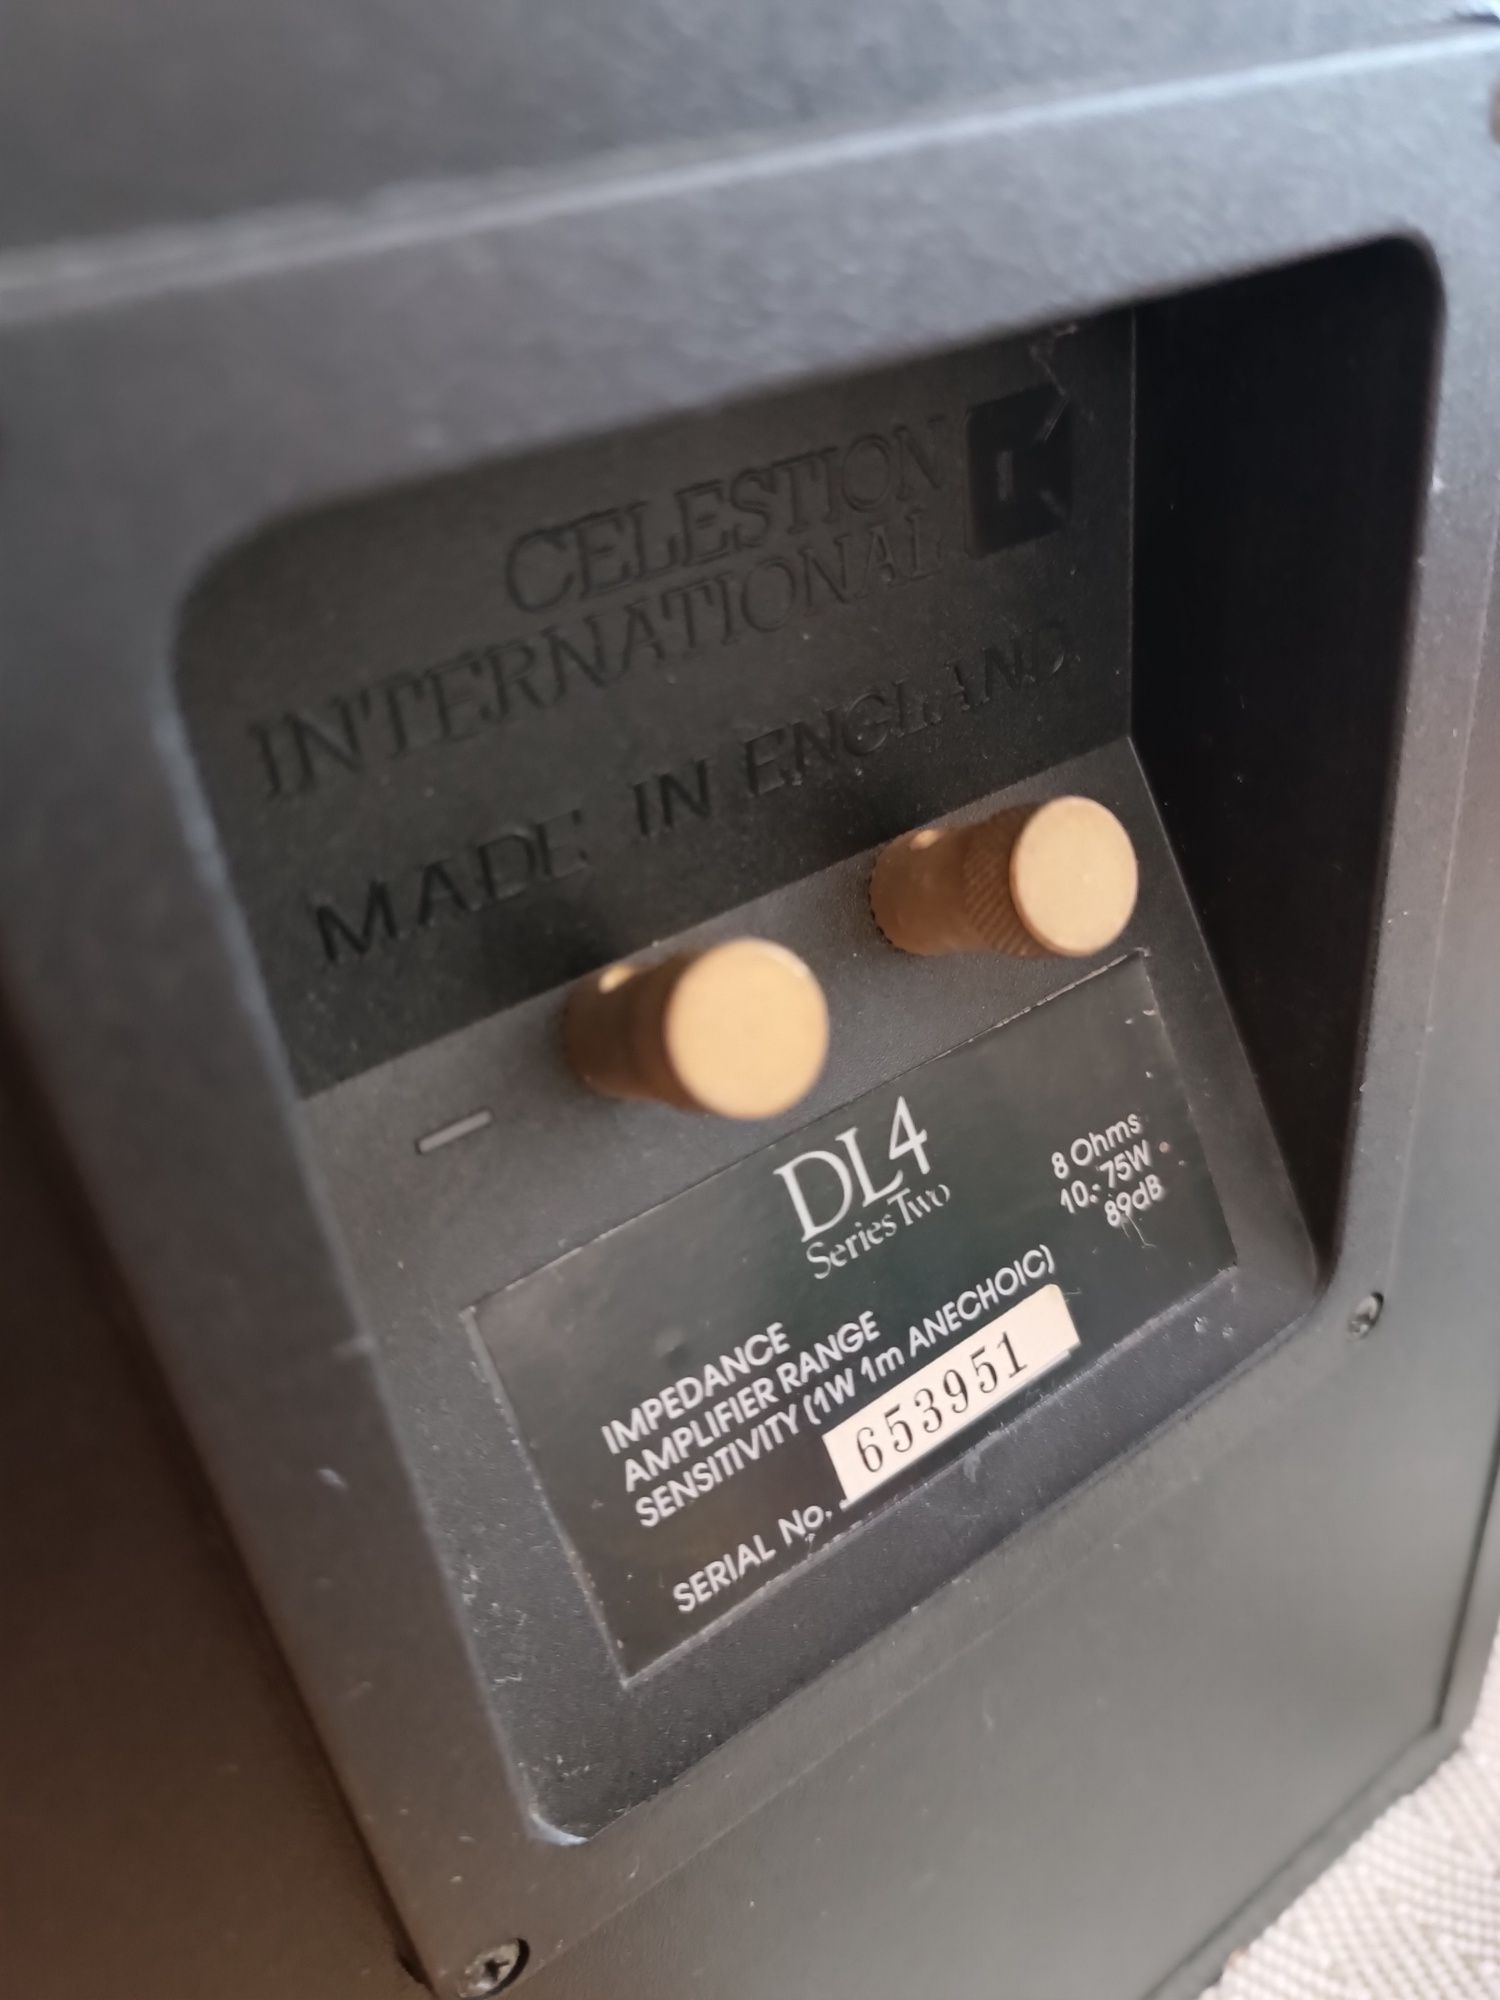 CELESTION
INTERNATIONAL
MADE IN ENGLAND
–
DL4
Series Two
IMPEDANCE 8 Ohms
AMPLIFIER RANGE 10-75W
SENSITIVITY (1W 1m ANECHOIC) 89dB
SERIAL No. 653951